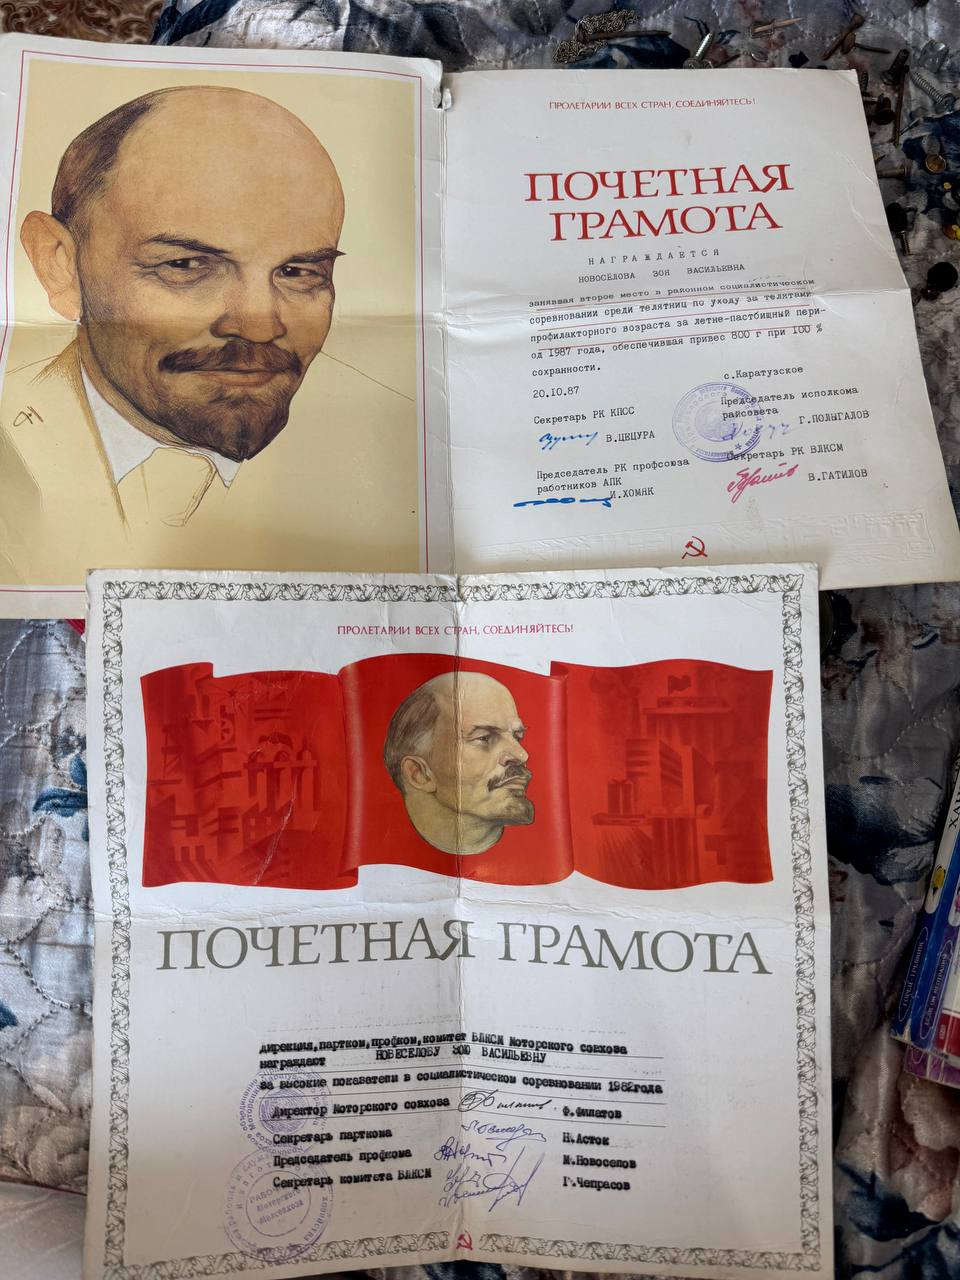 ПРОЛЕТАРИИ ВСЕХ СТРАН, СОЕДИНЯЙТЕСЬ!
ПОЧЕТНАЯ
ГРАМОТА
НАГРАЖДАЕТСЯ
НОВОСЁЛОВА ЗОЯ ВАСИЛЬЕВНА
занявшая второе место в районном социалистическом
соревновании среди телятниц по уходу за телятами
профилакторного возраста за летне-пастбищный пери-
од 1987 года, обеспечившая привес 800 г при 100 %
сохранности.
20.10.87
с.Каратузское
Секретарь РК КПСС
В.ЦЕЦУРА
Председатель исполкома
райсовета
Г.ПОЛЫГАЛОВ
Председатель РК профсоюза
работников АПК
И.ХОМЯК
Секретарь РК ВЛКСМ
В.ГАТИЛОВ
ПРОЛЕТАРИИ ВСЕХ СТРАН, СОЕДИНЯЙТЕСЬ!
ПОЧЕТНАЯ ГРАМОТА
дирекция, партком, профком, комитет ВЛКСМ Моторского совхоза
награждают НОВОСЕЛОВУ ЗОЮ ВАСИЛЬЕВНУ
за высокие показатели в социалистическом соревновании 1982года
Директор Моторского совхоза Ф.Филатов
Секретарь парткома Н.Асток
Председатель профкома М.Новоселов
Секретарь комитета ВЛКСМ Г.Чепрасов